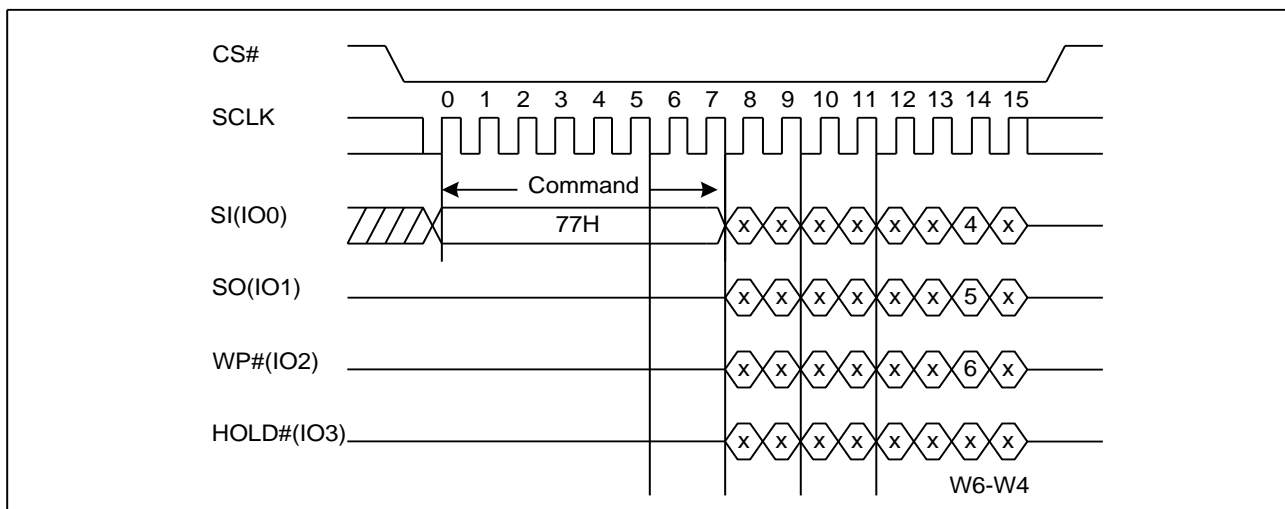 CS#
0 1 2 3 4 5 6 7 8 9 10 11 12 13 14 15
SCLK
Command
SI(IO0) 77H x x x x x x 4 x
SO(IO1) x x x x x x 5 x
WP#(IO2) x x x x x x 6 x
HOLD#(IO3) x x x x x x x x
W6-W4